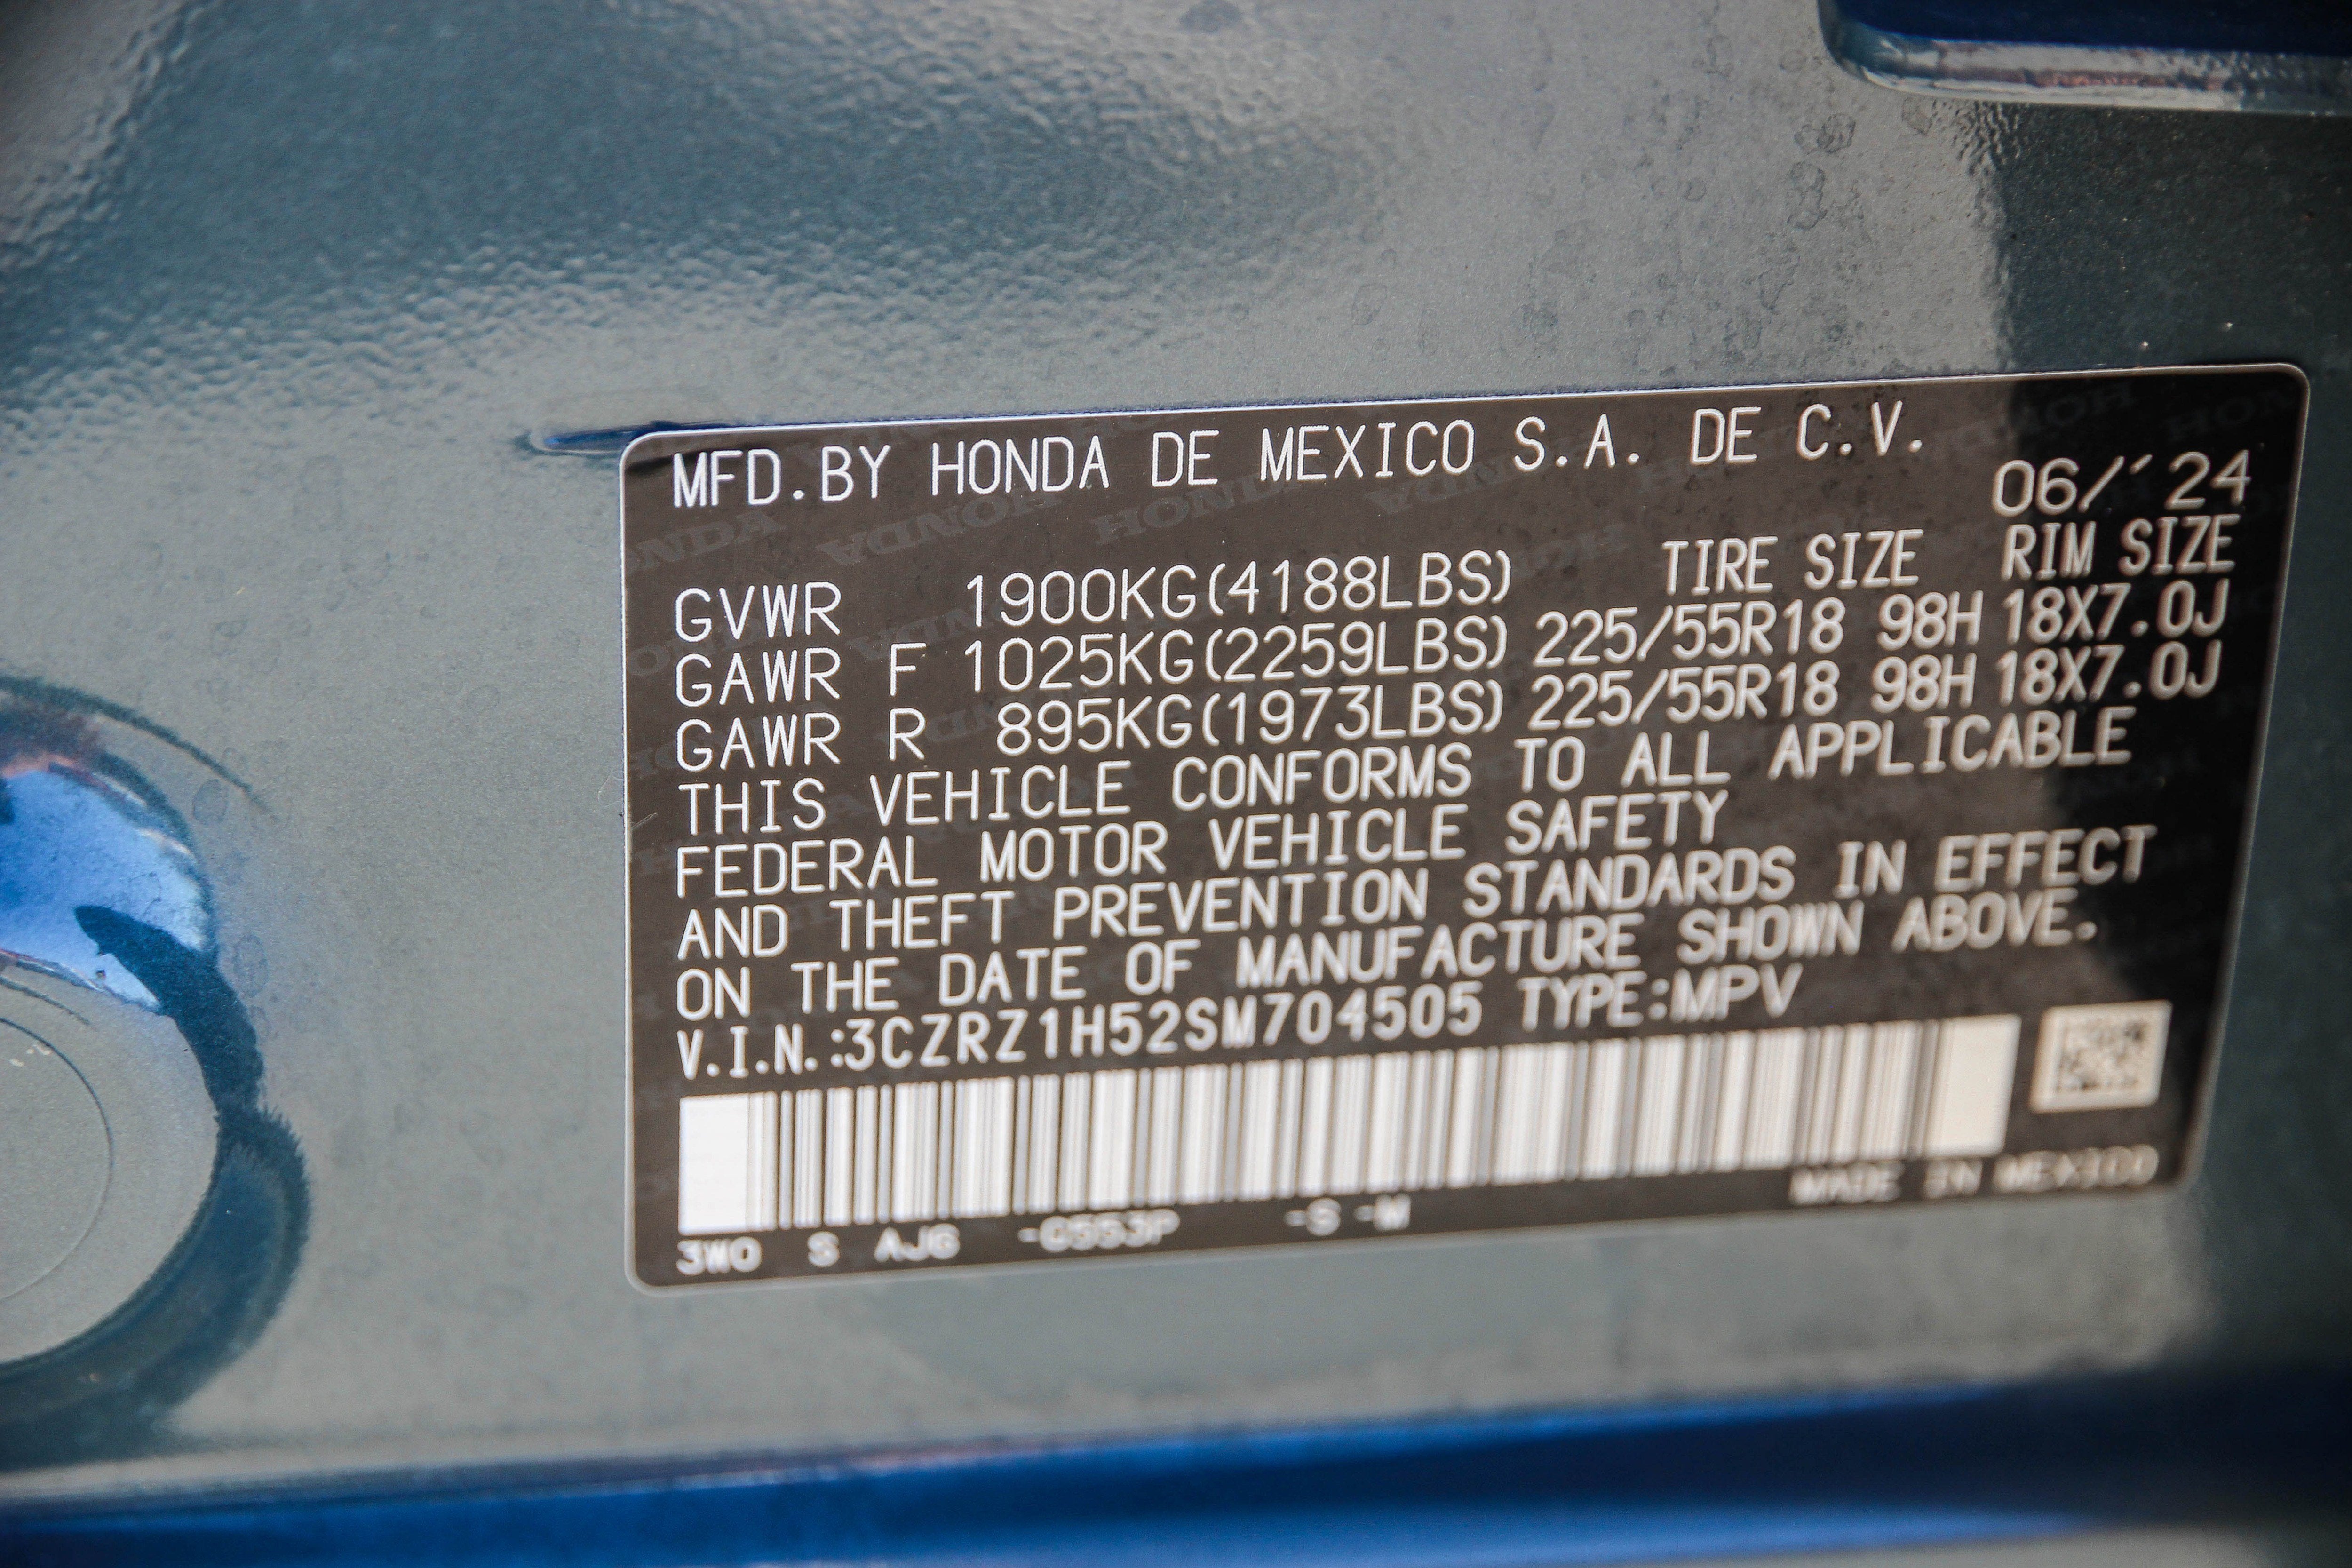 MFD.BY HONDA DE MEXICO S.A. DE C.V.
06/'24
GVWR 1900KG(4188LBS) TIRE SIZE RIM SIZE
GAWR F 1025KG(2259LBS) 225/55R18 98H 18X7.0J
GAWR R 895KG(1973LBS) 225/55R18 98H 18X7.0J
THIS VEHICLE CONFORMS TO ALL APPLICABLE
FEDERAL MOTOR VEHICLE SAFETY
AND THEFT PREVENTION STANDARDS IN EFFECT
ON THE DATE OF MANUFACTURE SHOWN ABOVE.
V.I.N.:3CZRZ1H52SM704505 TYPE:MPV
MADE IN MEXICO
3W0 S AJG -S -M